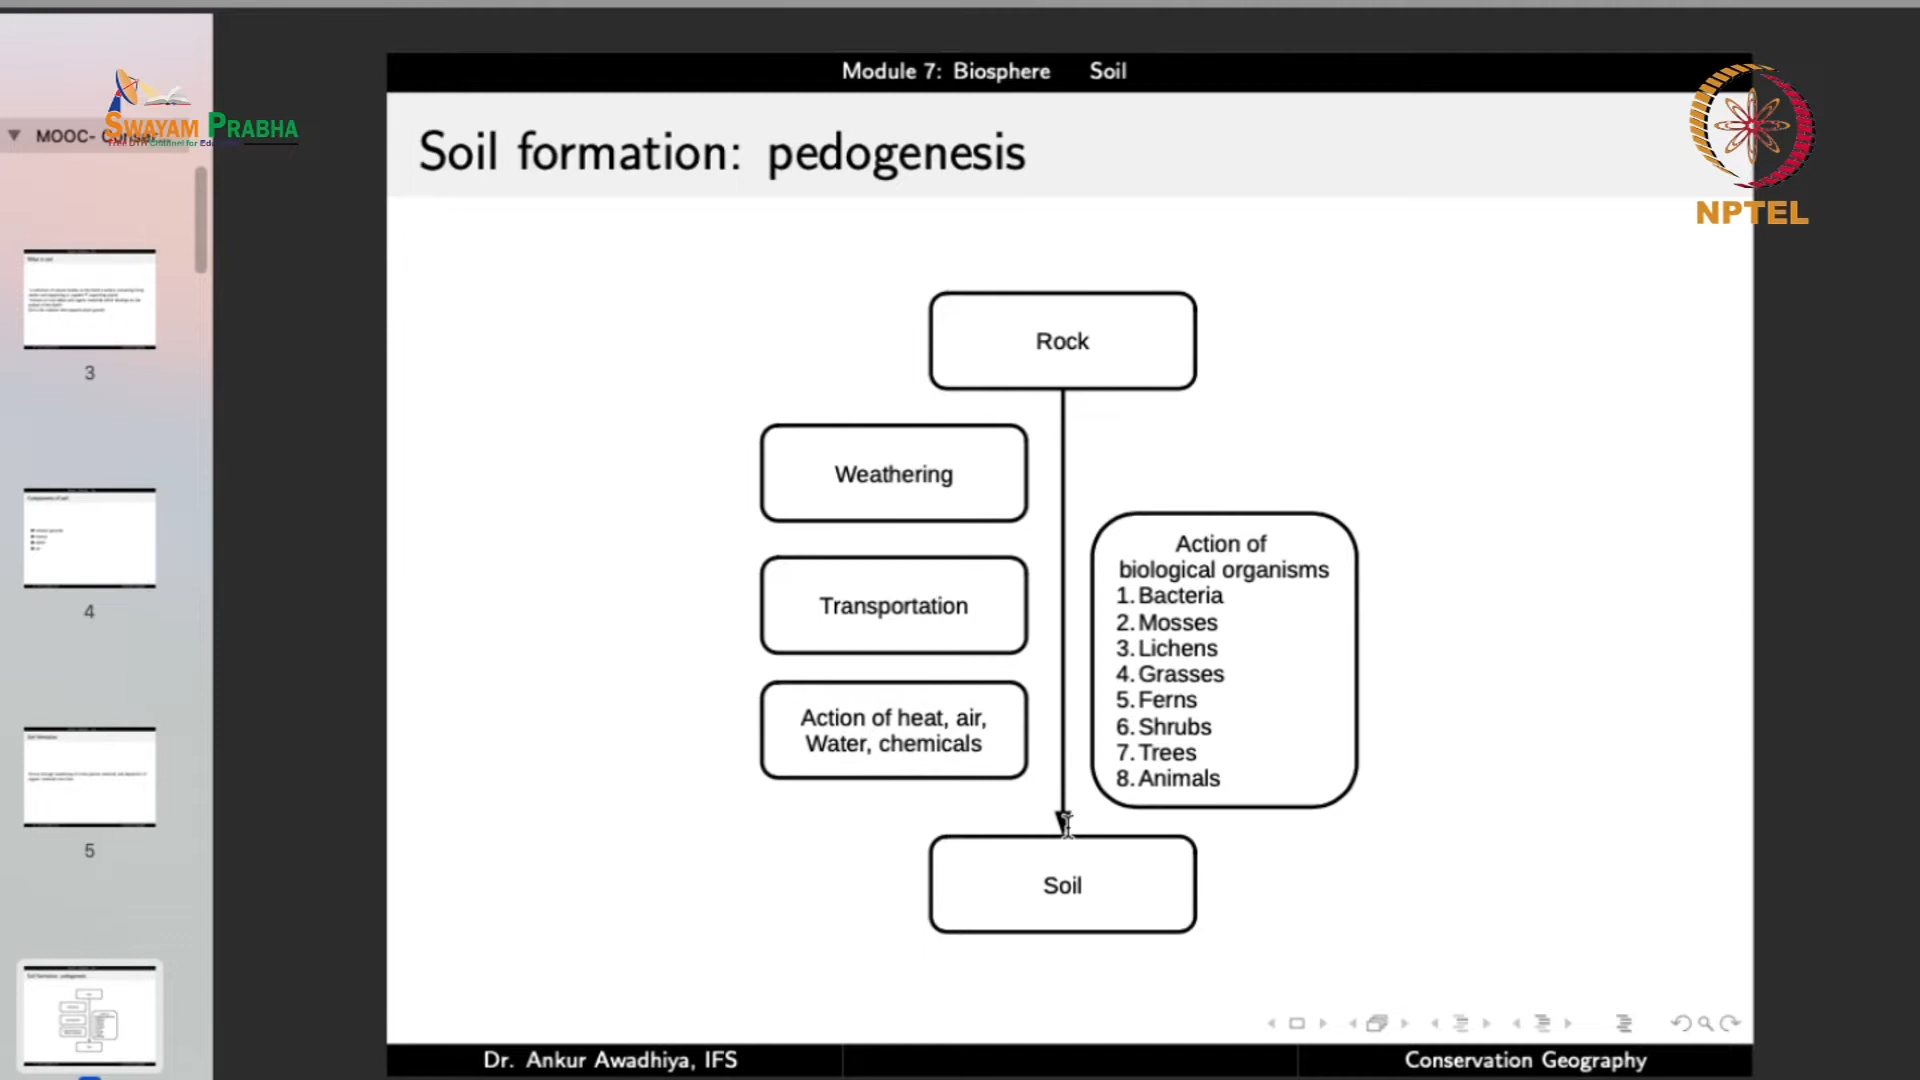 Module 7: Biosphere Soil
SWAYAM PRABHA
MOOC-
NPTEL
Soil formation: pedogenesis
Rock
Weathering
Transportation
Action of heat, air,
Water, chemicals
Action of
biological organisms
1. Bacteria
2. Mosses
3. Lichens
4. Grasses
5. Ferns
6. Shrubs
7. Trees
8. Animals
Soil
3
4
5
Dr. Ankur Awadhiya, IFS
Conservation Geography